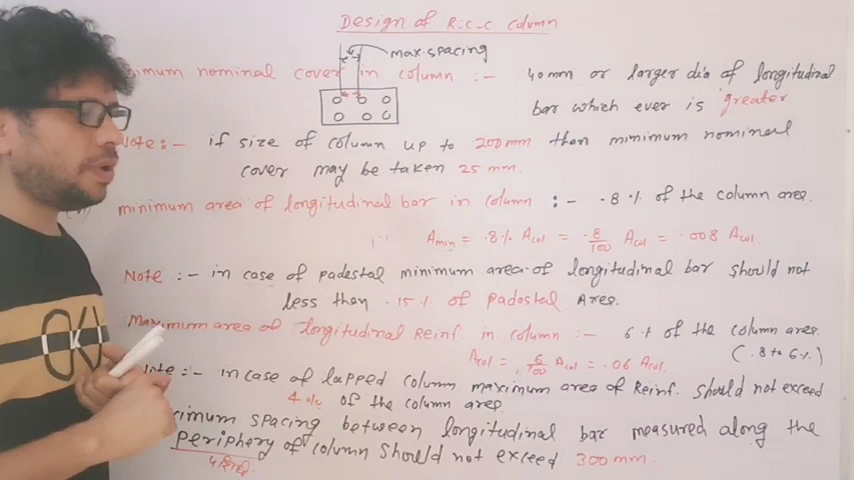 Design of R.C.C column
max. spacing
imum nominal cover in column :- 40mm or larger dia of longitudinal
bar which ever is greater
Note:- if size of column up to 200mm than minimum nominal
cover may be taken 25 mm.
minimum area of longitudinal bar in column :- .8% of the column area.
Amin = .8% Acol = .8/100 Acol = .008 Acol.
Note :- in case of padestal minimum area of longitudinal bar should not
less then .15% of Padostal Area.
Maximum area of longitudinal Reinf. in column :- 6% of the column area.
(.8 to 6%)
Acol = 6/100 Acol = .06 Acol.
ote :- in case of lapped column maximum area of Reinf. should not exceed
4% of the column area.
ximum spacing between longitudinal bar measured along the
Periphery of column should not exceed 300mm.
OKU